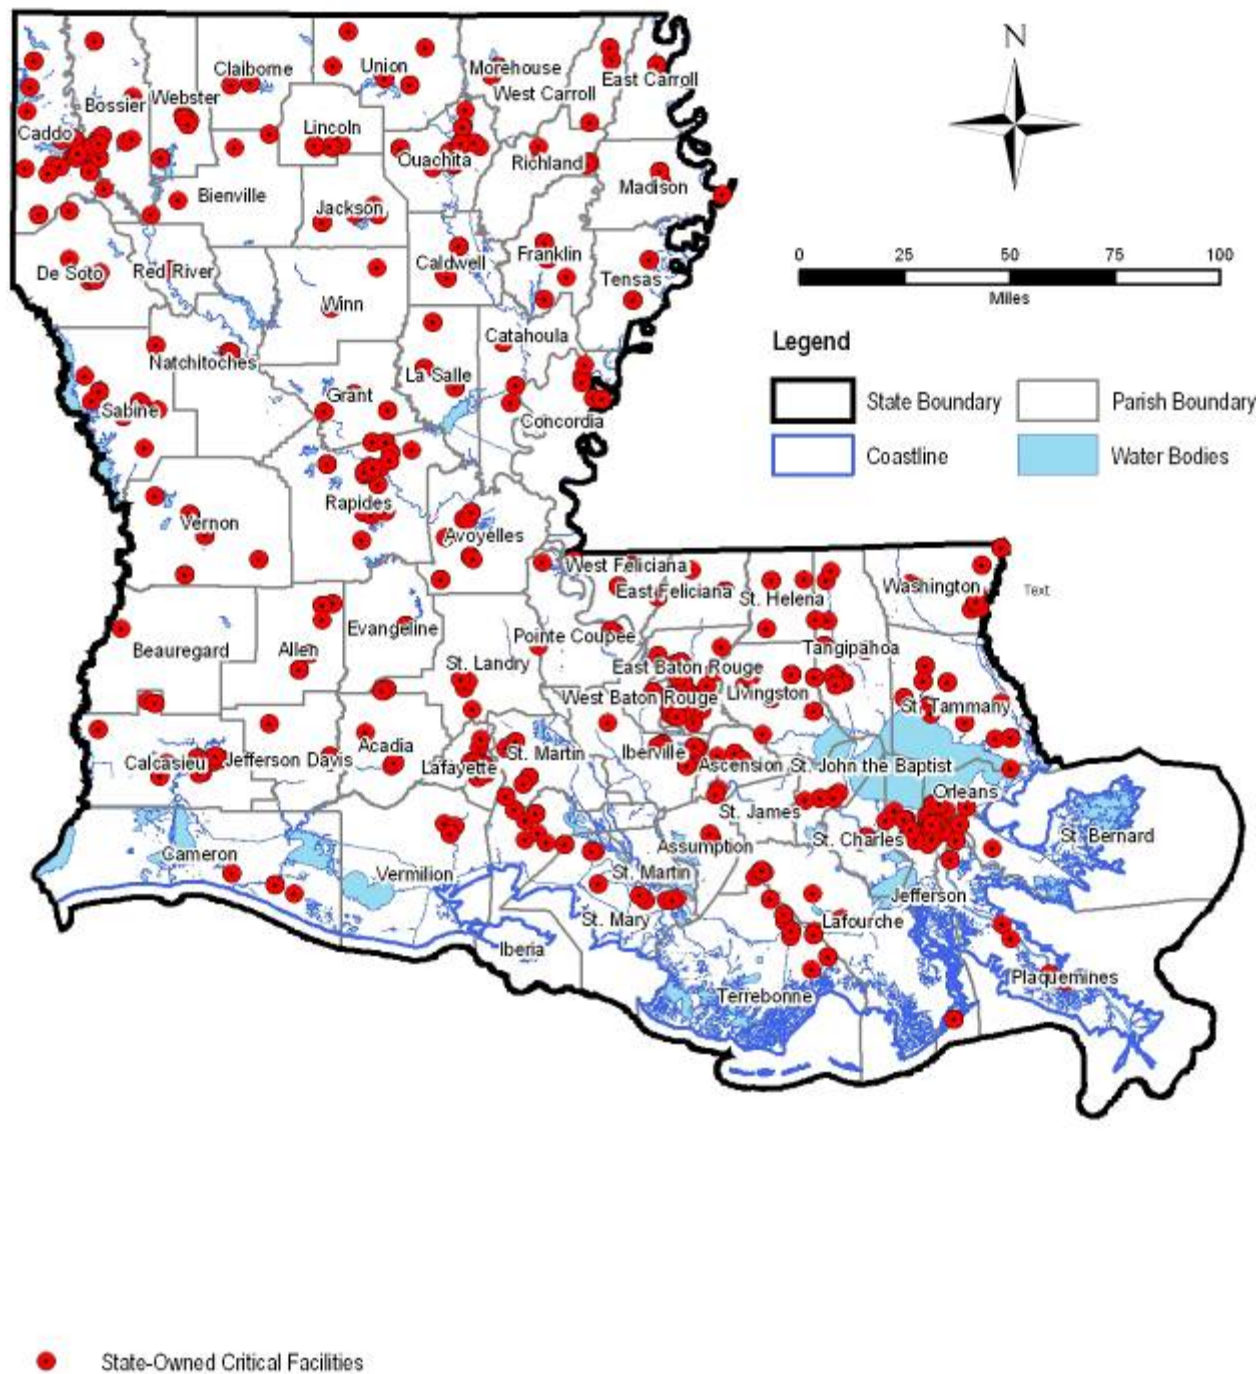 N
Claiborne
Union
Morehouse
East Carroll
West Carroll
Bossier
Webster
Caddo
Lincoln
Ouachita
Richland
Madison
Bienville
Jackson
0 25 50 75 100
Miles
De Soto
Red River
Caldwell
Franklin
Tensas
Winn
Legend
Natchitoches
Catahoula
La Salle
Grant
Sabine
Concordia
State Boundary
Parish Boundary
Coastline
Water Bodies
Rapides
Vernon
Avoyelles
West Feliciana
East Feliciana
St. Helena
Washington
Text
Evangeline
Beauregard
Allen
Pointe Coupee
Tangipahoa
St. Landry
East Baton Rouge
West Baton Rouge
Livingston
St. Tammany
Acadia
St. Martin
Iberville
Calcasieu
Jefferson Davis
Lafayette
Ascension
St. John the Baptist
Orleans
St. James
St. Bernard
St. Charles
Assumption
Cameron
Vermilion
St. Martin
Jefferson
St. Mary
Lafourche
Iberia
Plaquemines
Terrebonne
State-Owned Critical Facilities